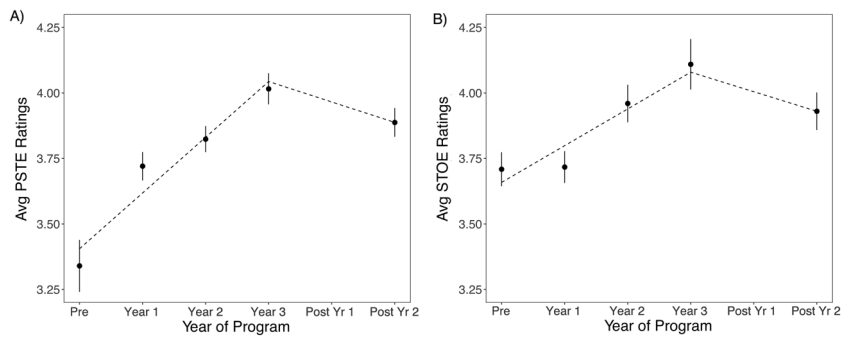 A)
Avg PSTE Ratings
4.25
4.00
3.75
3.50
3.25
Pre Year 1 Year 2 Year 3 Post Yr 1 Post Yr 2
Year of Program
B)
Avg STOE Ratings
4.25
4.00
3.75
3.50
3.25
Pre Year 1 Year 2 Year 3 Post Yr 1 Post Yr 2
Year of Program